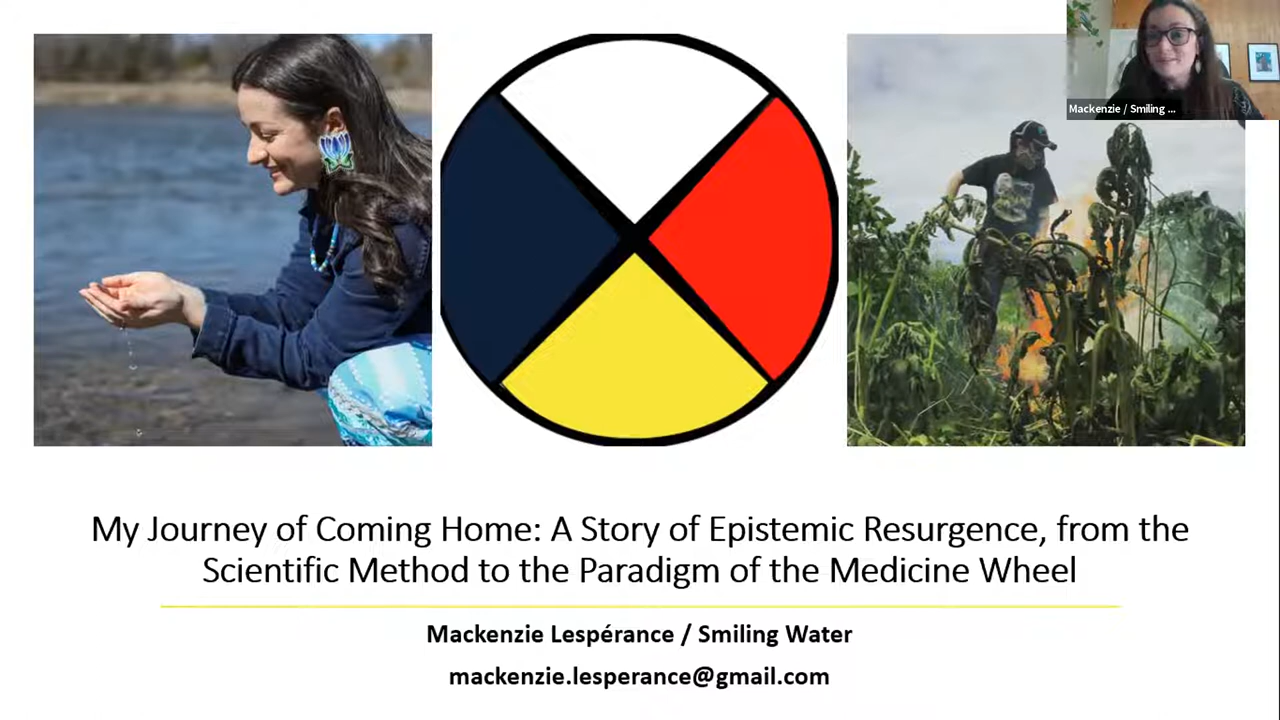 Mackenzie / Smiling ...
My Journey of Coming Home: A Story of Epistemic Resurgence, from the
Scientific Method to the Paradigm of the Medicine Wheel
Mackenzie Lespérance / Smiling Water
mackenzie.lesperance@gmail.com